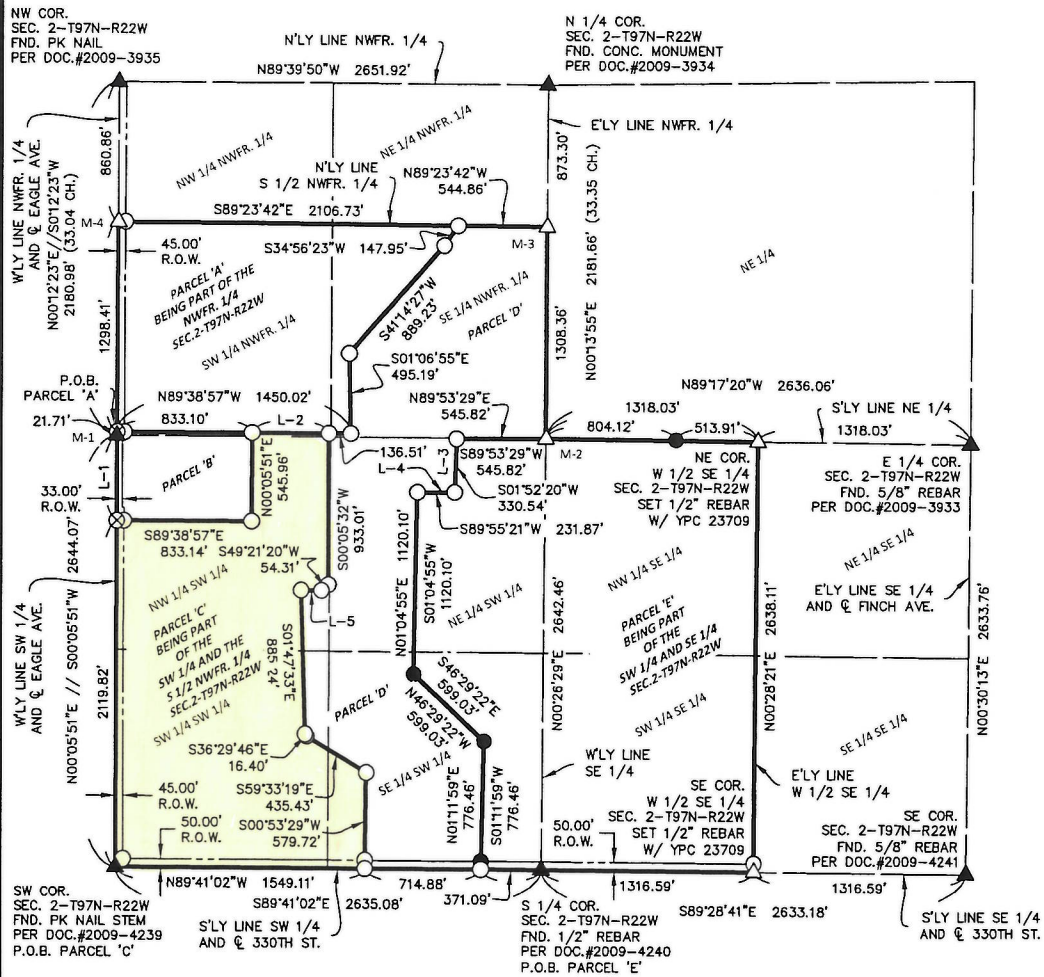 NW COR.
SEC. 2-T97N-R22W
FND. PK NAIL
PER DOC.#2009-3935
N'LY LINE NWFR. 1/4
N89°39'50"W 2651.92'
N 1/4 COR.
SEC. 2-T97N-R22W
FND. CONC. MONUMENT
PER DOC.#2009-3934
E'LY LINE NWFR. 1/4
W'LY LINE NWFR. 1/4
AND ℄ EAGLE AVE.
N00°12'23"E//S0°12'23"W
2180.98' (33.04 CH.)
860.86'
NW 1/4 NWFR. 1/4
NE 1/4 NWFR. 1/4
873.30'
N00°13'55"E 2181.66' (33.35 CH.)
N'LY LINE
S 1/2 NWFR. 1/4
N89°23'42"W
544.86'
S89°23'42"E 2106.73'
M-4
M-3
45.00'
R.O.W.
S34°56'23"W 147.95'
PARCEL 'A'
BEING PART OF THE
NWFR. 1/4
SEC.2-T97N-R22W
SW 1/4 NWFR. 1/4
S41°14'27"W
889.23'
SE 1/4 NWFR. 1/4
PARCEL 'D'
NE 1/4
1298.41'
1308.36'
S01°06'55"E
495.19'
P.O.B.
PARCEL 'A'
21.71'
M-1
N89°38'57"W 1450.02'
833.10'
L-2
N89°53'29"E
545.82'
N89°17'20"W 2636.06'
1318.03'
S'LY LINE NE 1/4
804.12'
513.91'
1318.03'
M-2
L-1
PARCEL 'B'
N00°05'51"E
545.96'
136.51'
L-4
L-3
S89°53'29"W
545.82'
S01°52'20"W
330.54'
S89°55'21"W 231.87'
NE COR.
W 1/2 SE 1/4
SEC. 2-T97N-R22W
SET 1/2" REBAR
W/ YPC 23709
E 1/4 COR.
SEC. 2-T97N-R22W
FND. 5/8" REBAR
PER DOC.#2009-3933
33.00'
R.O.W.
S89°38'57"E
833.14'
S49°21'20"W
54.31'
S00°05'32"W
933.01'
L-5
W'LY LINE SW 1/4
AND ℄ EAGLE AVE.
N00°05'51"E // S00°05'51"W 2644.07'
2119.82'
NW 1/4 SW 1/4
PARCEL 'C'
BEING PART
OF THE
SW 1/4 AND THE
S 1/2 NWFR. 1/4
SEC.2-T97N-R22W
SW 1/4 SW 1/4
S01°47'33"E
885.24'
N01°04'55"E 1120.10'
S01°04'55"W
1120.10'
NE 1/4 SW 1/4
N00°26'29"E 2642.46'
NW 1/4 SE 1/4
PARCEL 'E'
BEING PART
OF THE
SW 1/4 AND SE 1/4
SEC.2-T97N-R22W
SW 1/4 SE 1/4
N00°28'21"E 2638.11'
NE 1/4 SE 1/4
E'LY LINE SE 1/4
AND ℄ FINCH AVE.
N00°30'13"E 2633.76'
SE 1/4 SE 1/4
PARCEL 'D'
S46°29'22"E
599.03'
N46°29'22"W
599.03'
S36°29'46"E
16.40'
S59°33'19"E
435.43'
SE 1/4 SW 1/4
N01°11'59"E
776.46'
S01°11'59"W
776.46'
W'LY LINE
SE 1/4
E'LY LINE
W 1/2 SE 1/4
45.00'
R.O.W.
50.00'
R.O.W.
S00°53'29"W
579.72'
50.00'
R.O.W.
SE COR.
W 1/2 SE 1/4
SEC. 2-T97N-R22W
SET 1/2" REBAR
W/ YPC 23709
SE COR.
SEC. 2-T97N-R22W
FND. 5/8" REBAR
PER DOC.#2009-4241
SW COR.
SEC. 2-T97N-R22W
FND. PK NAIL STEM
PER DOC.#2009-4239
P.O.B. PARCEL 'C'
N89°41'02"W 1549.11'
714.88'
371.09'
S89°41'02"E 2635.08'
S'LY LINE SW 1/4
AND ℄ 330TH ST.
S 1/4 COR.
SEC. 2-T97N-R22W
FND. 1/2" REBAR
PER DOC.#2009-4240
P.O.B. PARCEL 'E'
1316.59'
S89°28'41"E 2633.18'
1316.59'
S'LY LINE SE 1/4
AND ℄ 330TH ST.